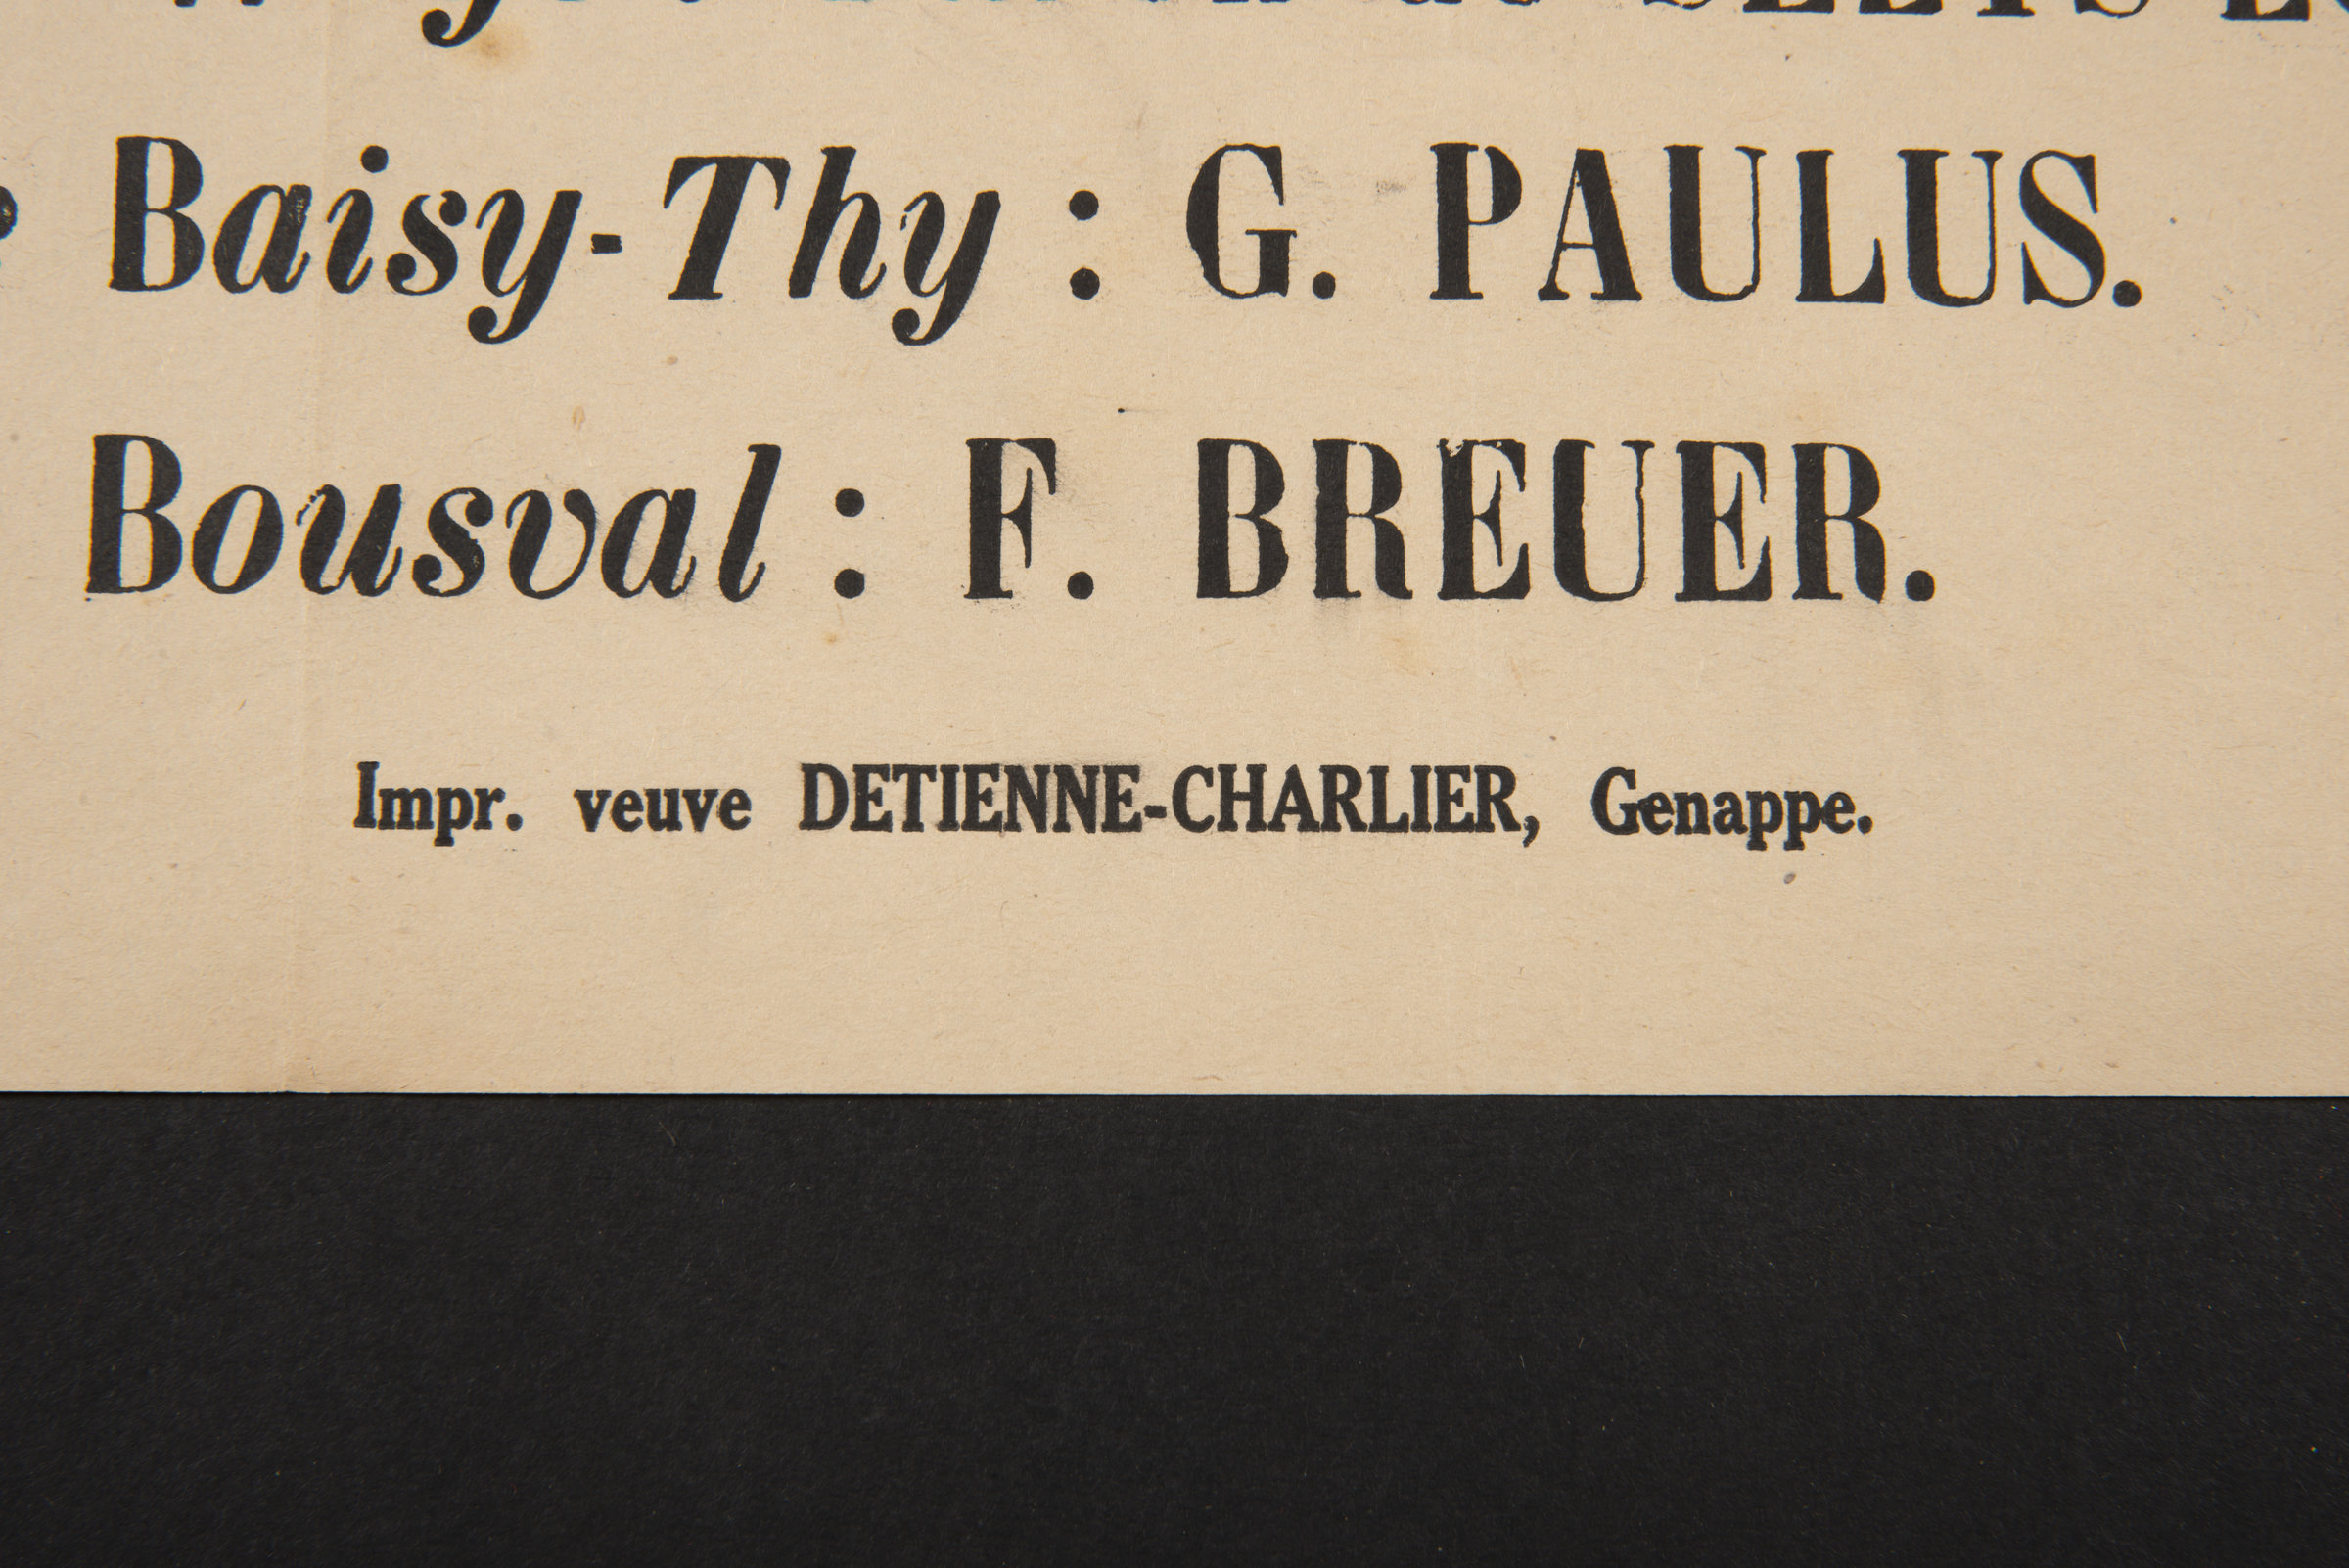 Baisy-Thy : G. PAULUS.
Bousval : F. BREUER.
Impr. veuve DETIENNE-CHARLIER, Genappe.